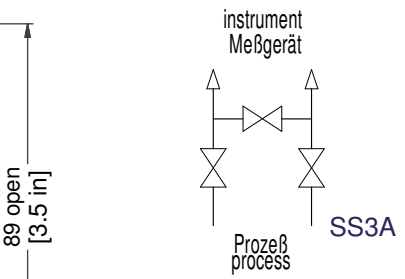 instrument
Meßgerät
89 open
[3.5 in]
SS3A
Prozeß
process